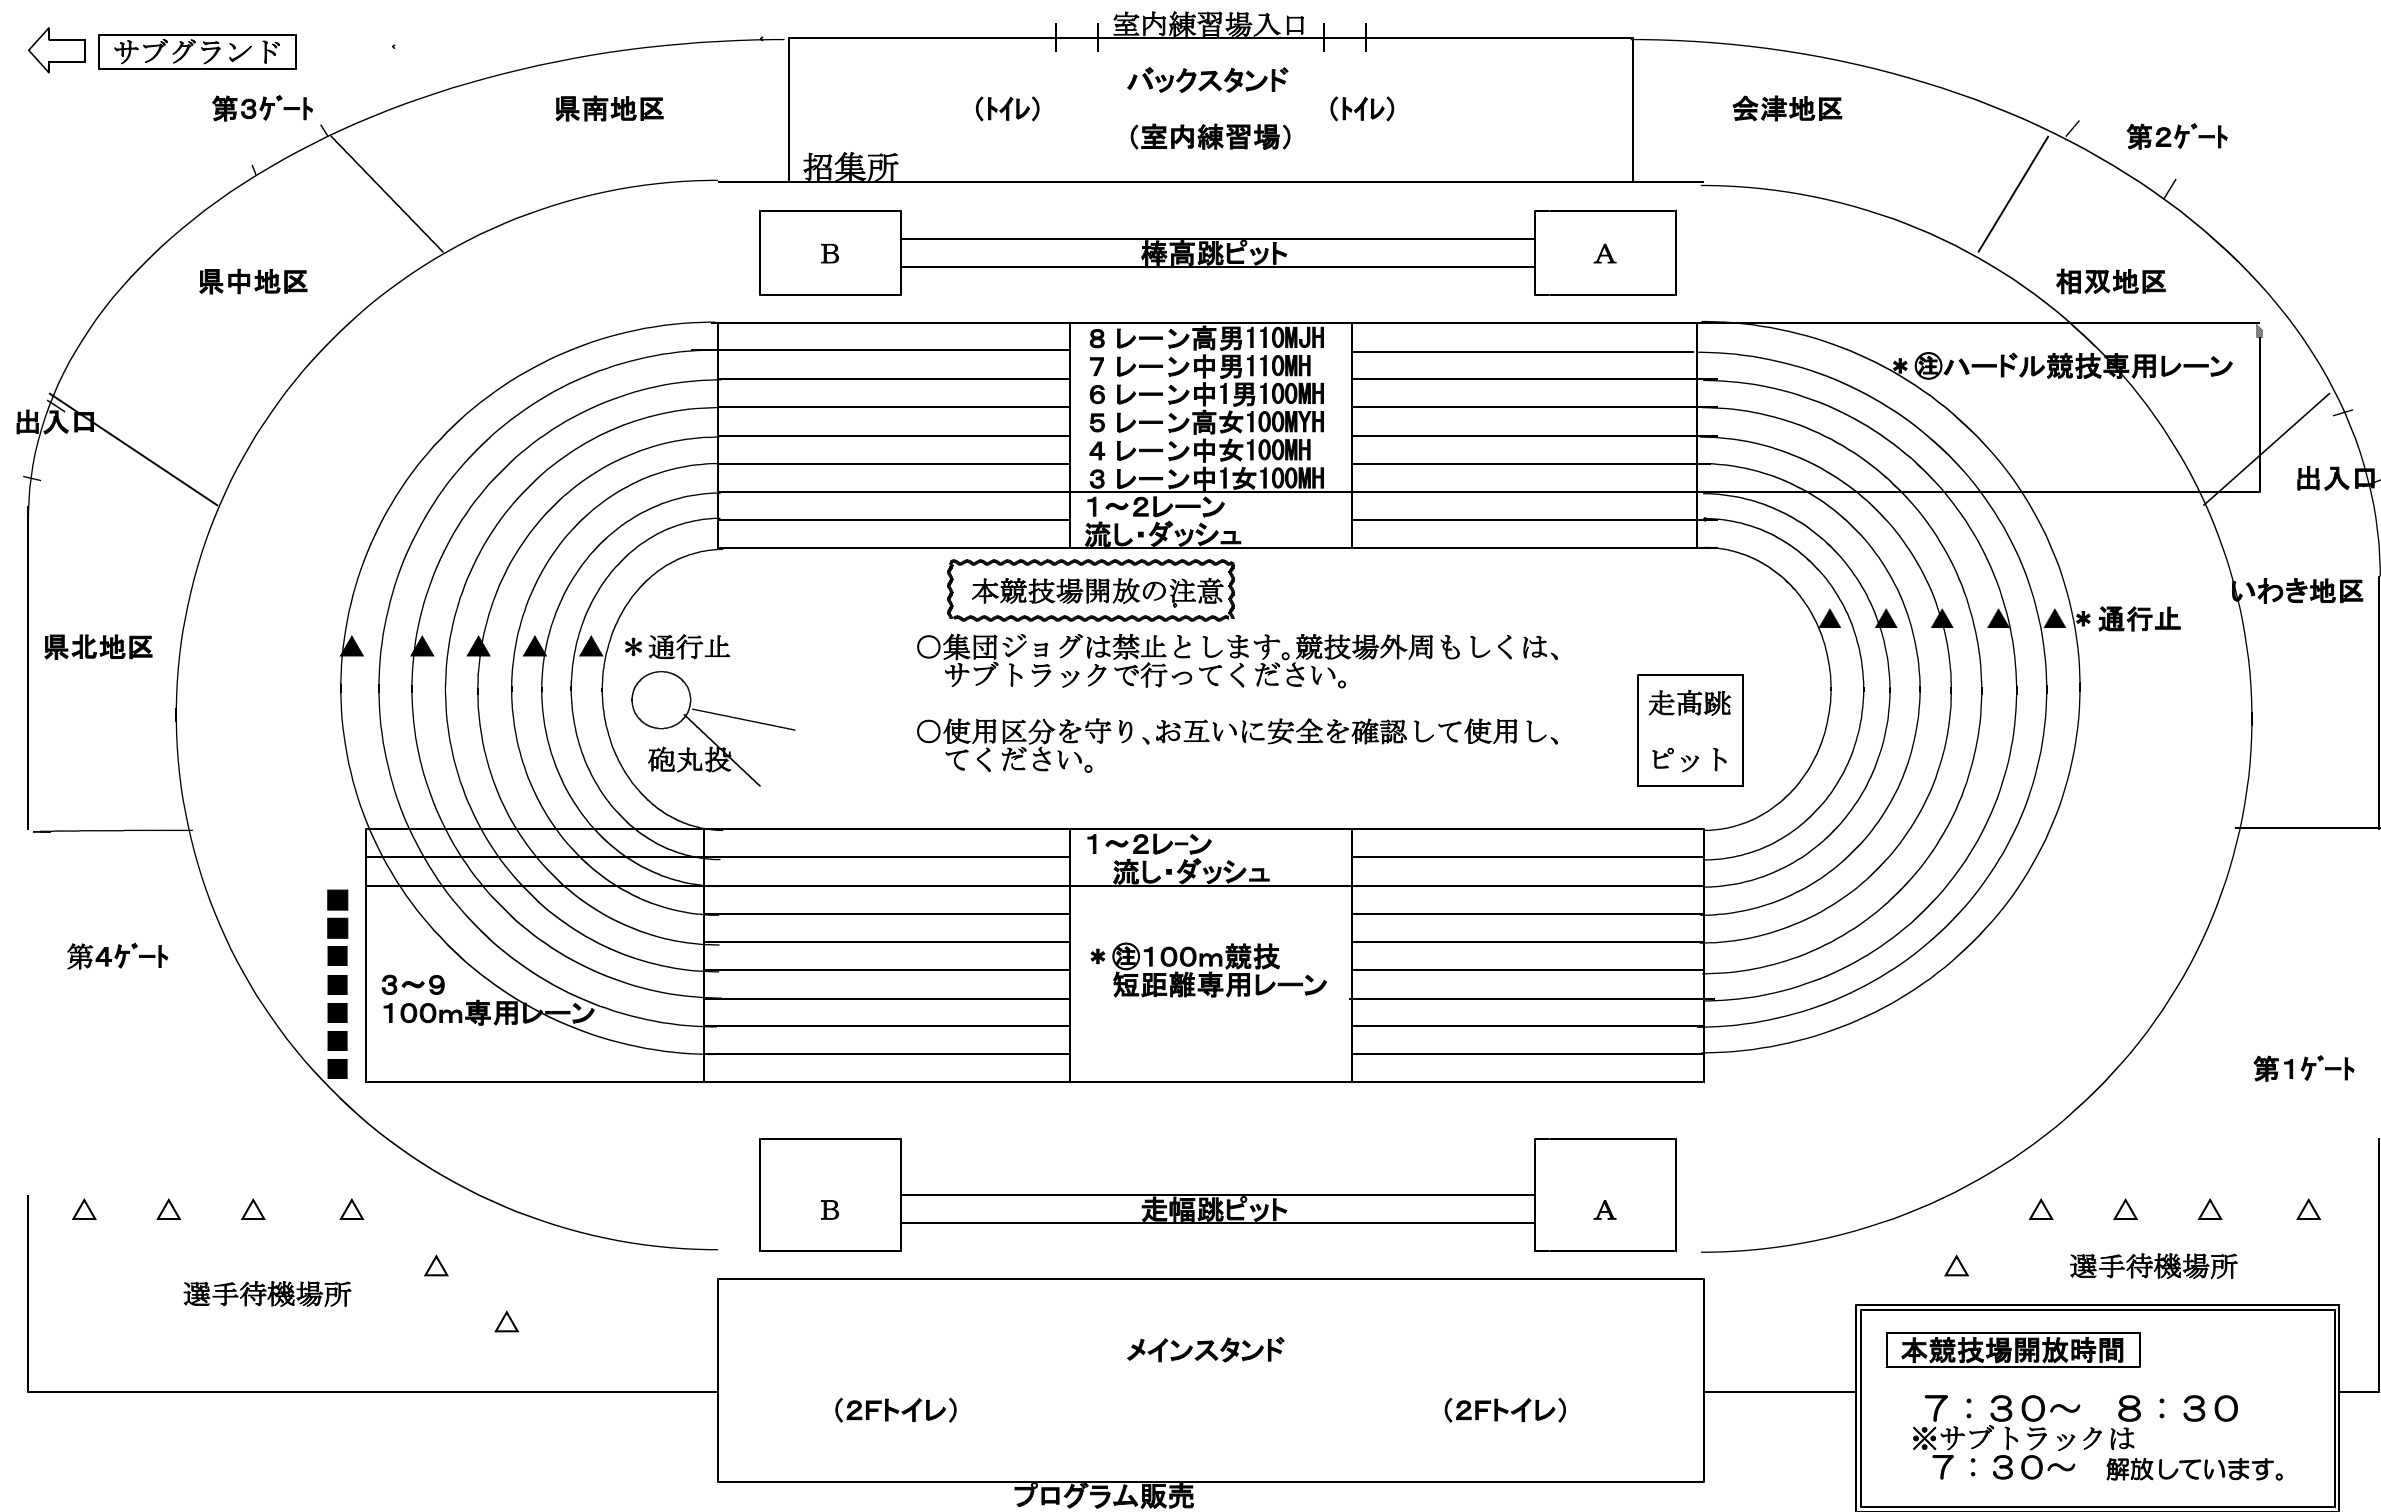 室内練習場入口
サブグランド
バックスタンド
第3ｹﾞｰﾄ
県南地区
（ﾄｲﾚ）
（ﾄｲﾚ）
会津地区
第2ｹﾞｰﾄ
（室内練習場）
招集所
B
棒高跳ピット
A
県中地区
相双地区
８レーン高男110MJH
７レーン中男110MH
６レーン中1男100MH
５レーン高女100MYH
４レーン中女100MH
３レーン中1女100MH
１～２レーン
流し・ダッシュ
＊㊟ハードル競技専用レーン
出入口
出入口
本競技場開放の注意
いわき地区
県北地区
▲ ▲ ▲ ▲ ▲ ＊通行止
▲ ▲ ▲ ▲ ▲ ＊通行止
○集団ジョグは禁止とします。競技場外周もしくは、
サブトラックで行ってください。
○使用区分を守り、お互いに安全を確認して使用し、
てください。
砲丸投
走髙跳
ピット
１～２レーン
流し・ダッシュ
第4ｹﾞｰﾄ
３～９
１００ｍ専用レーン
＊㊟１００ｍ競技
短距離専用レーン
第1ｹﾞｰﾄ
B
走幅跳ピット
A
△ △ △ △
△
△
選手待機場所
△ △ △ △
△
選手待機場所
メインスタンド
（２Ｆトイレ）
（２Ｆトイレ）
プログラム販売
本競技場開放時間
７：３０～　８：３０
※サブトラックは
７：３０～　解放しています。